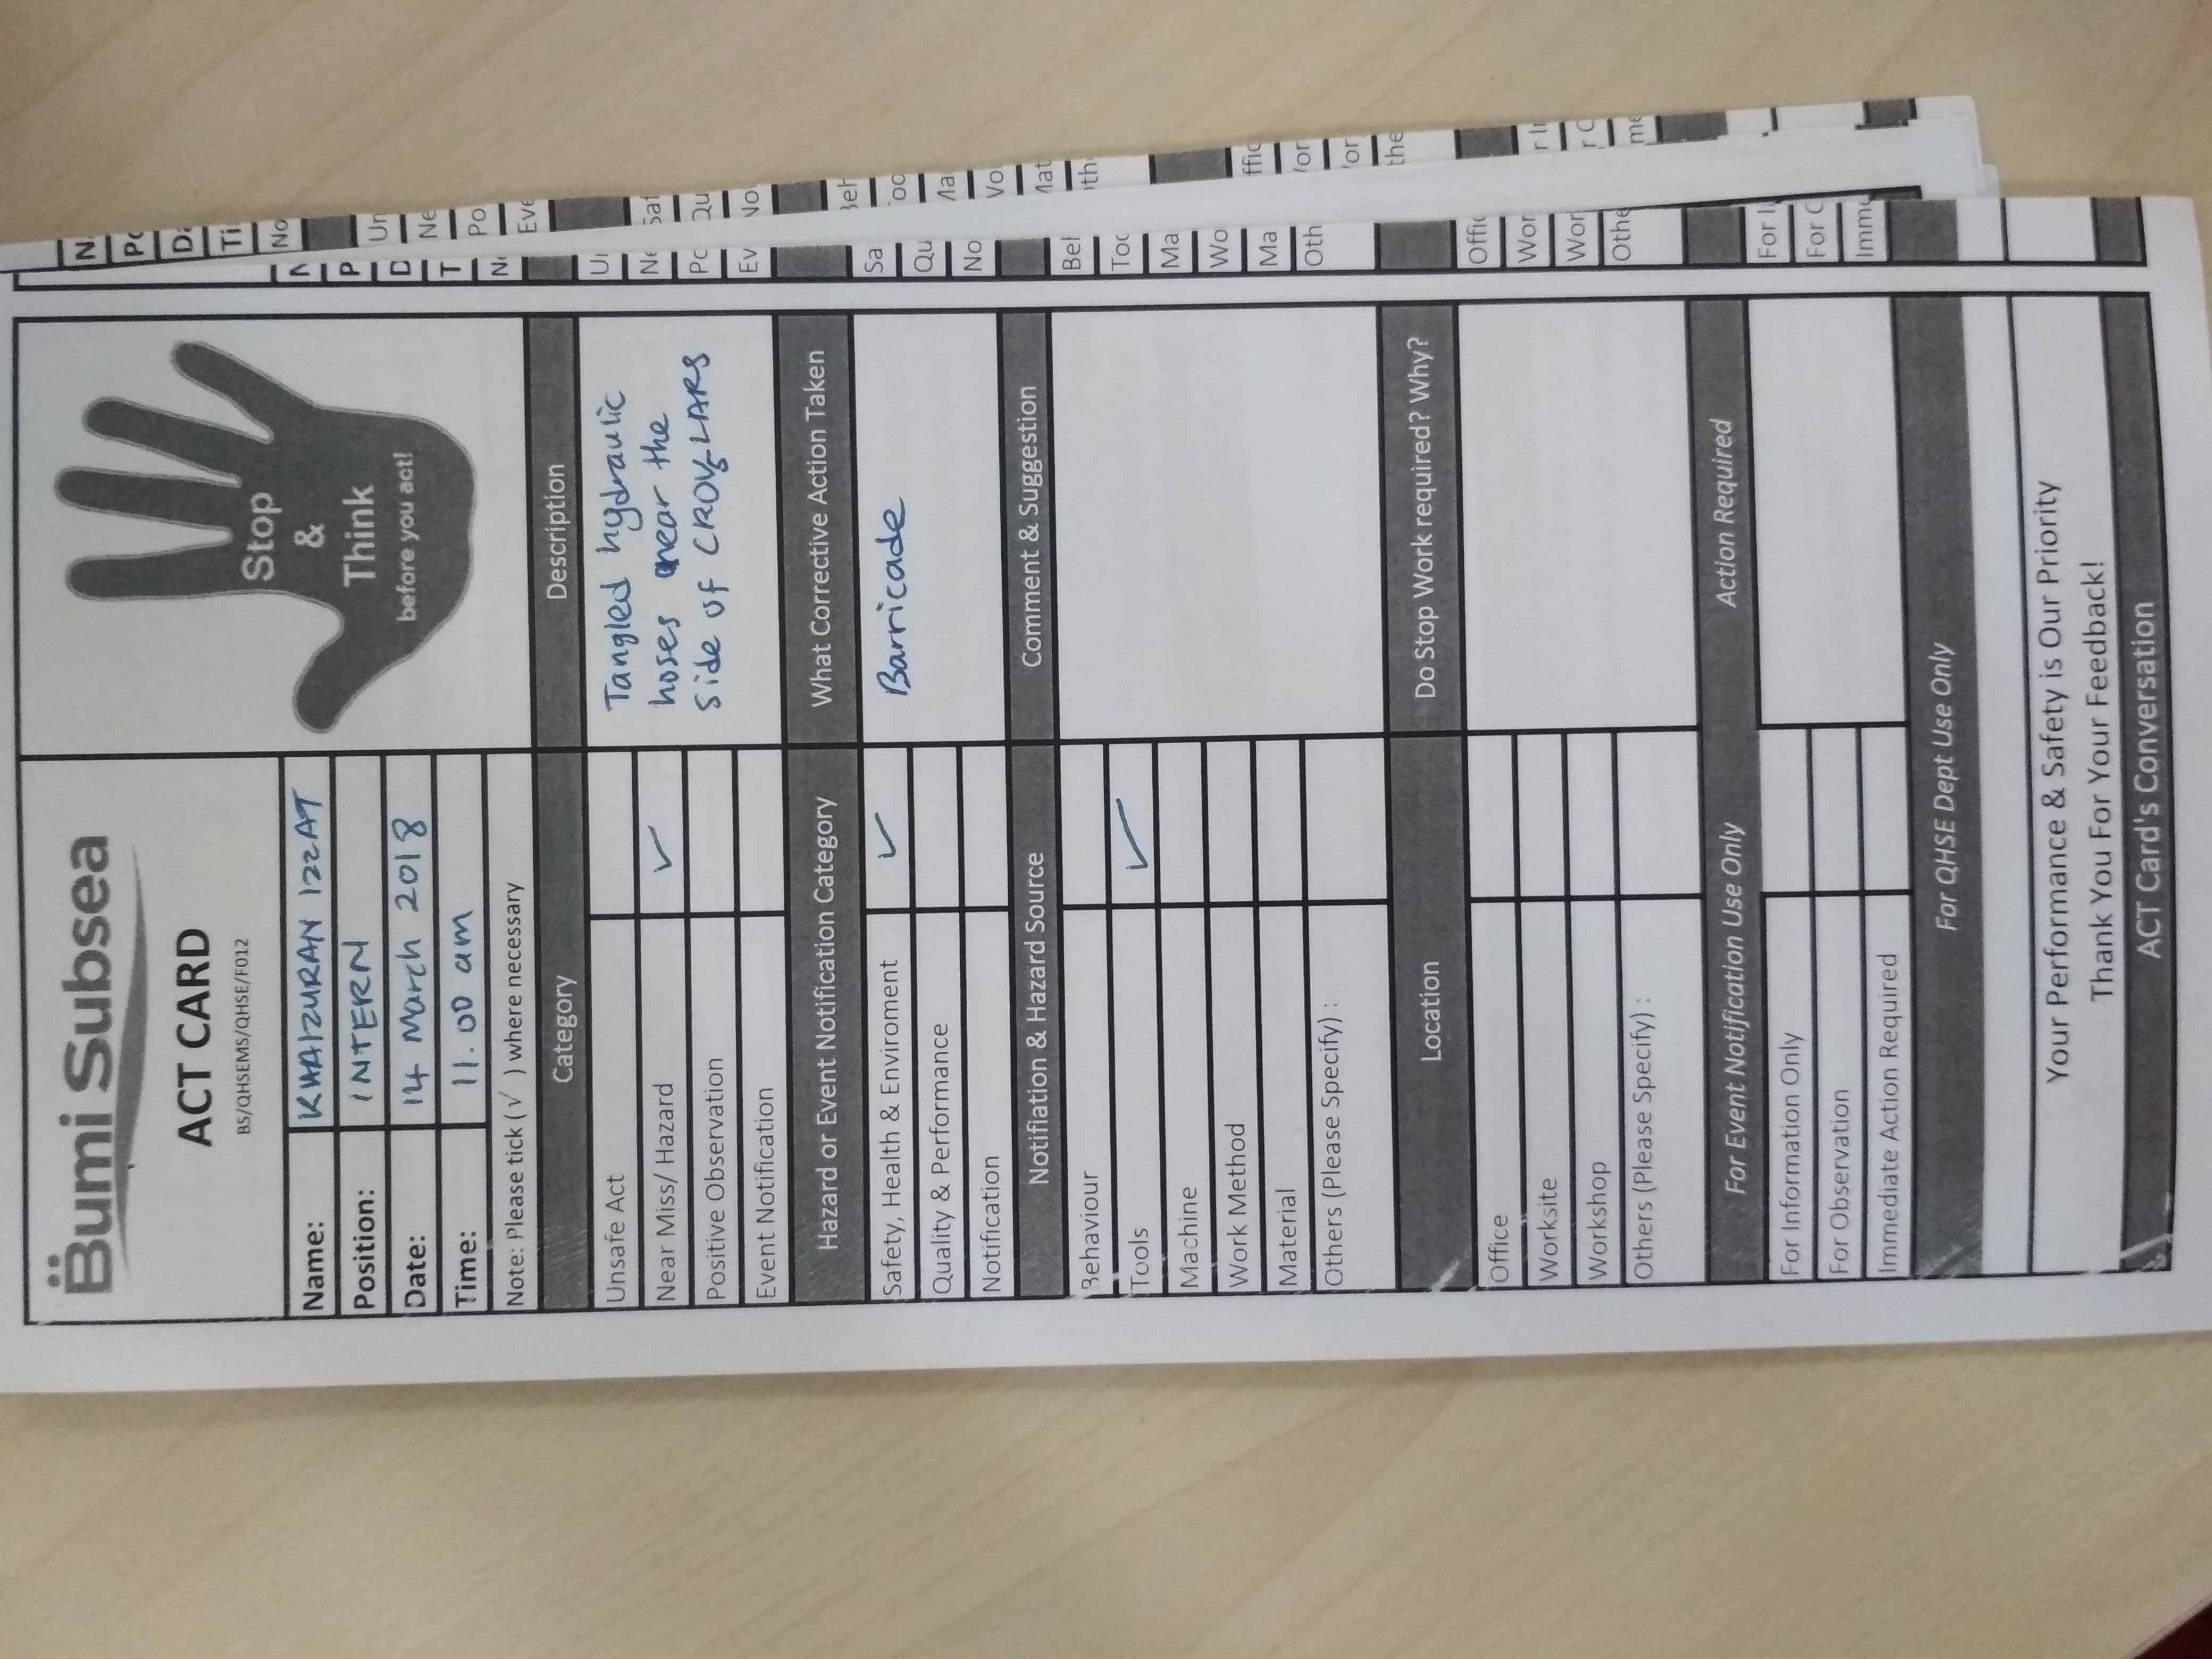 Bumi Subsea
ACT CARD
BS/QHSEMS/QHSE/F012
Stop
&
Think
before you act!
Name: KHAIZURAN IZZAT
Position: INTERN
Date: 14 March 2018
Time: 11.00 am
Note: Please tick (√ ) where necessary
Category Description
Unsafe Act
Near Miss/ Hazard ✓
Positive Observation
Event Notification
Tangled hydraulic
hoses near the
side of CROV5-LARS
Hazard or Event Notification Category What Corrective Action Taken
Safety, Health & Enviroment ✓ Barricade
Quality & Performance
Notification
Notifiation & Hazard Source Comment & Suggestion
Behaviour
Tools ✓
Machine
Work Method
Material
Others (Please Specify) :
Location Do Stop Work required? Why?
Office
Worksite
Workshop
Others (Please Specify) :
For Event Notification Use Only Action Required
For Information Only
For Observation
Immediate Action Required
For QHSE Dept Use Only
Your Performance & Safety is Our Priority
Thank You For Your Feedback!
ACT Card's Conversation